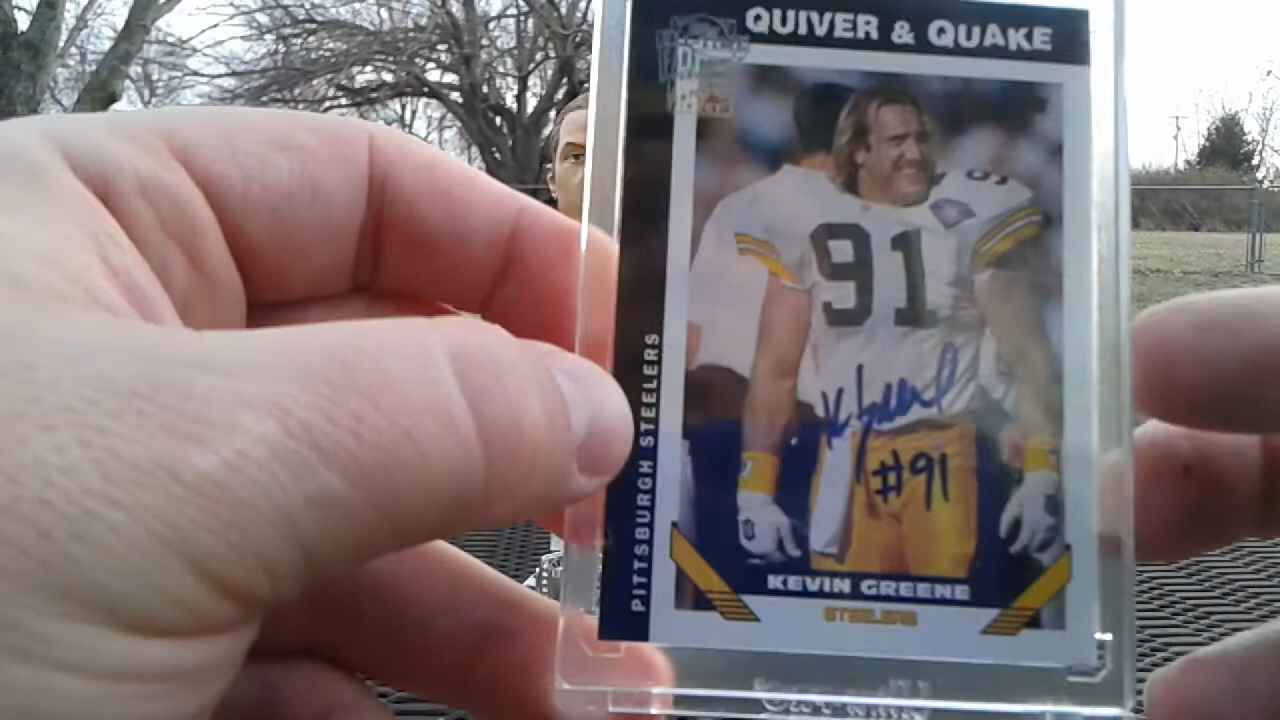 QUIVER & QUAKE
91
PITTSBURGH STEELERS
#91
KEVIN GREENE
STEELERS